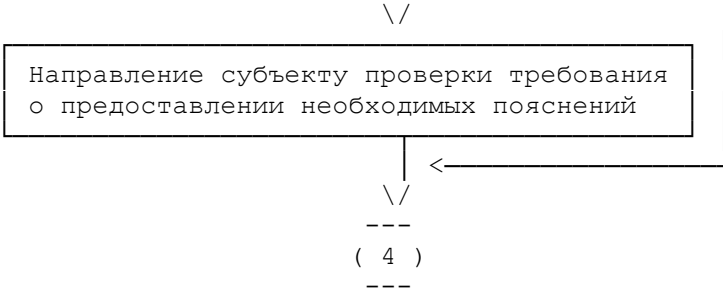 \/
Направление субъекту проверки требования
о предоставлении необходимых пояснений
<
\/
---
( 4 )
---